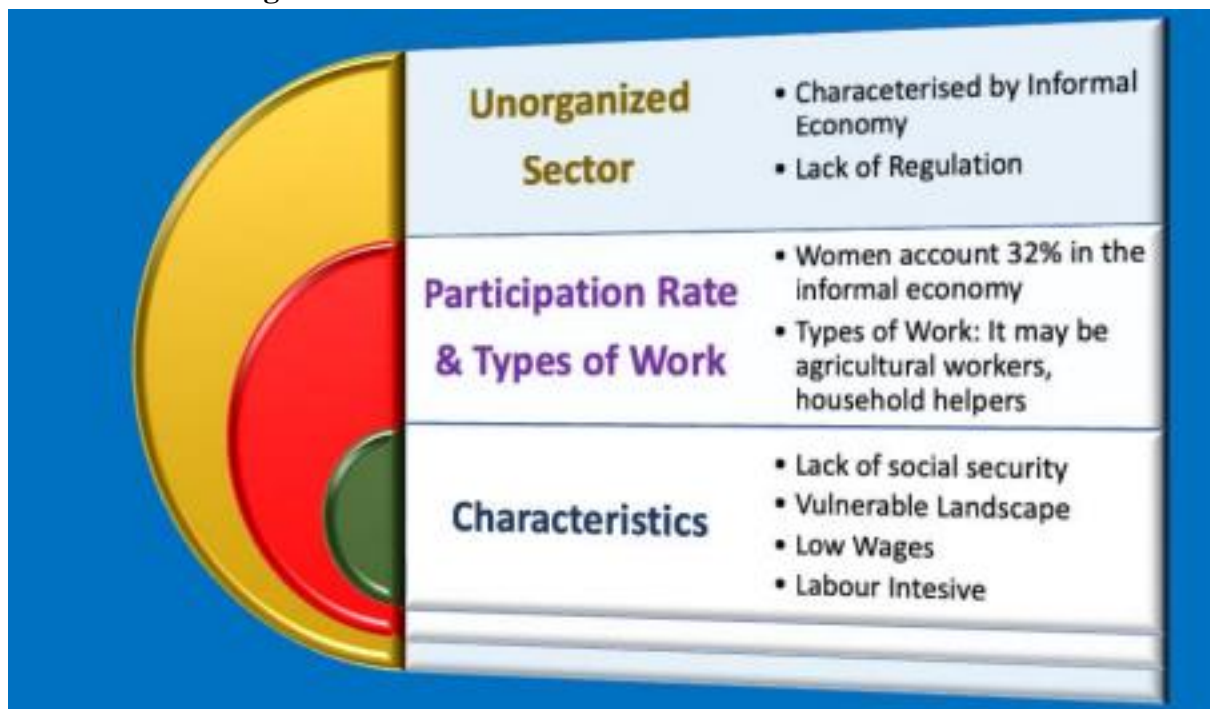 Unorganized
Sector
• Characeterised by Informal
Economy
• Lack of Regulation
Participation Rate
& Types of Work
• Women account 32% in the
informal economy
• Types of Work: It may be
agricultural workers,
household helpers
Characteristics
• Lack of social security
• Vulnerable Landscape
• Low Wages
• Labour Intesive